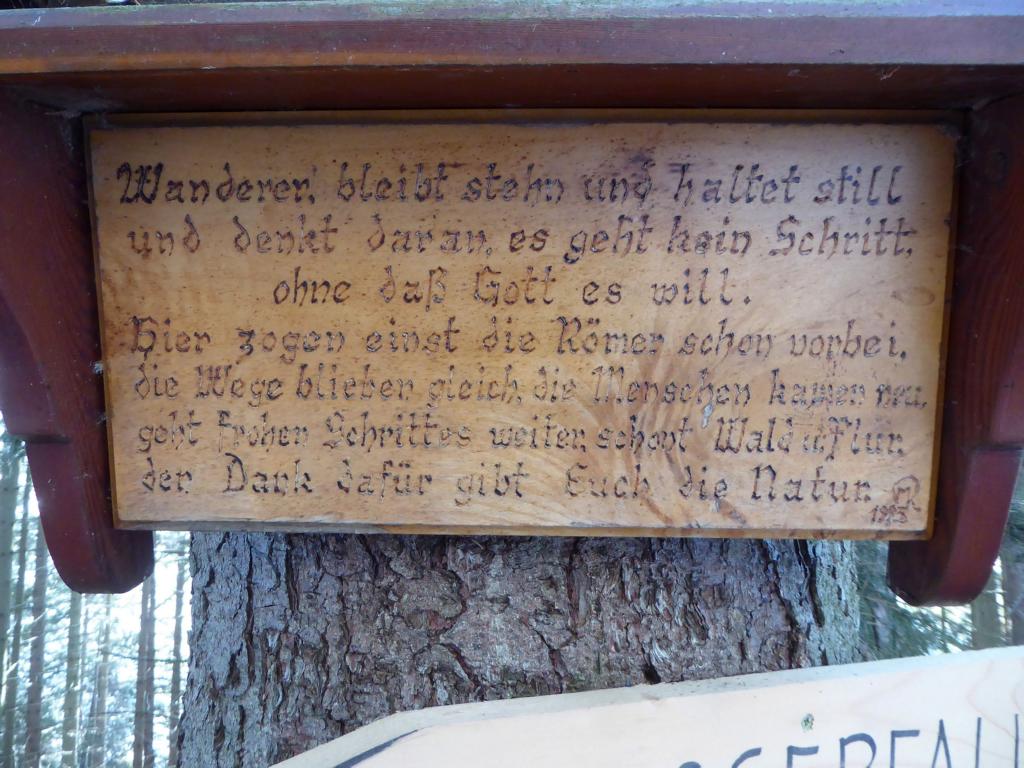 Wanderer, bleibt stehn und haltet still
und denkt daran, es geht kein Schritt,
ohne daß Gott es will.
Hier zogen einst die Römer schon vorbei,
die Wege blieben gleich, die Menschen kamen neu,
geht frohen Schrittes weiter, schont Wald u. Flur,
der Dank dafür gibt Euch die Natur.